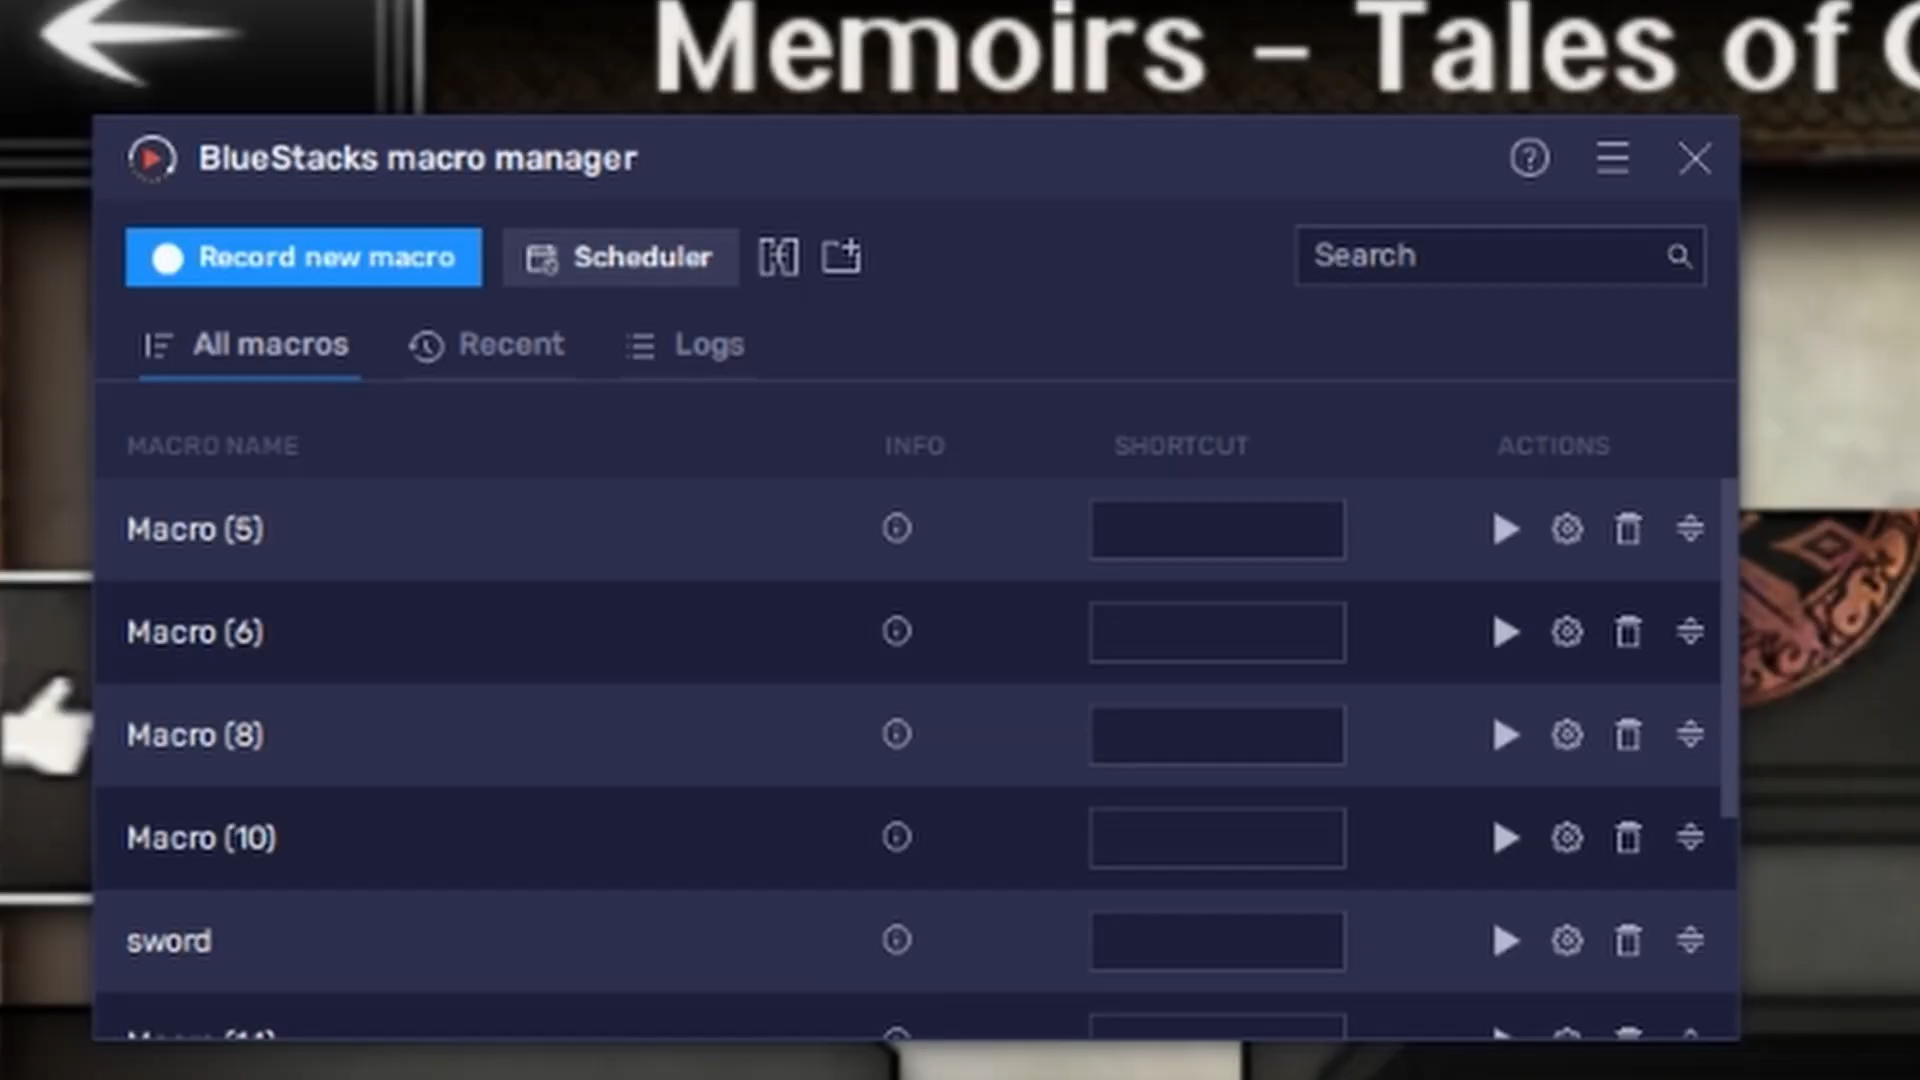 Memoirs – Tales of
BlueStacks macro manager
Record new macro
Scheduler
Search
All macros
Recent
Logs
MACRO NAME
INFO
SHORTCUT
ACTIONS
Macro (5)
Macro (6)
Macro (8)
Macro (10)
sword